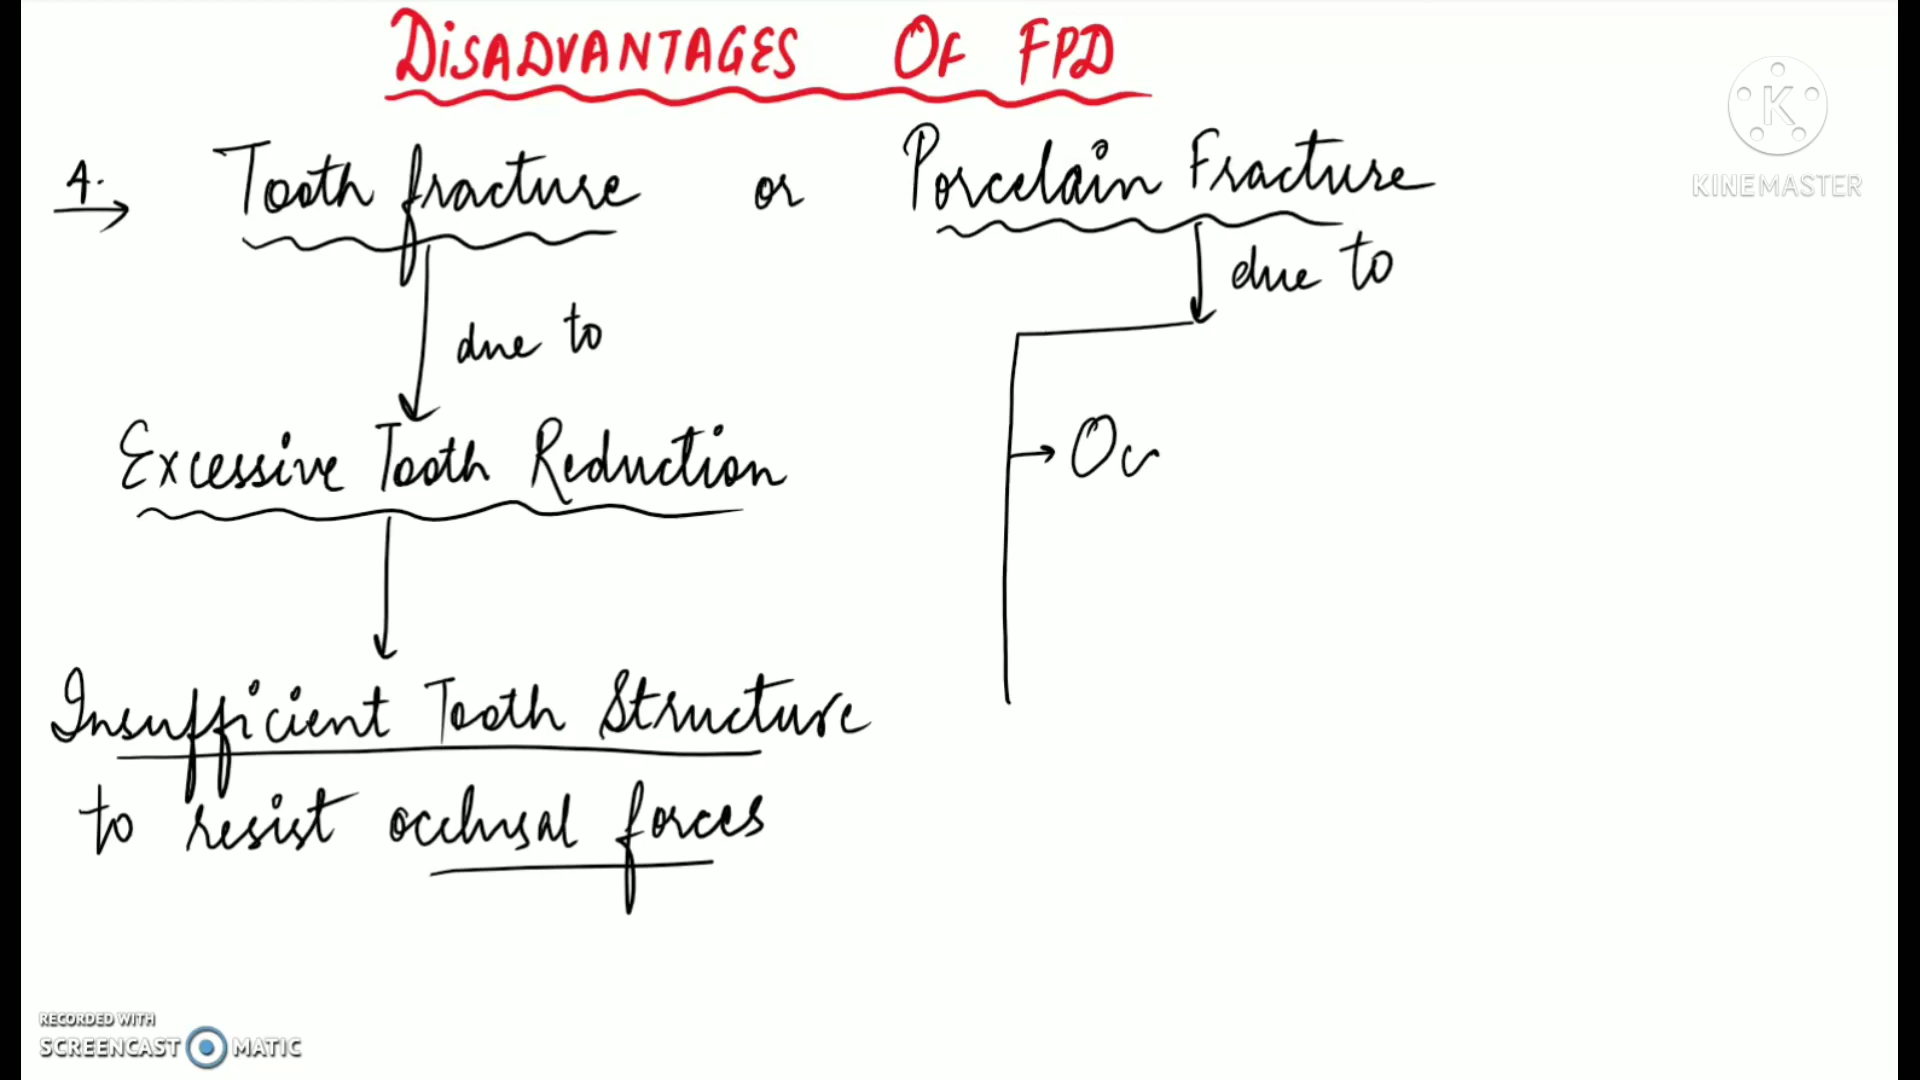 DISADVANTAGES OF FPD
4. Tooth fracture or Porcelain Fracture
due to
due to
Excessive Tooth Reduction
Oc
Insufficient Tooth Structure
to resist occlusal forces
K
KINEMASTER
RECORDED WITH
SCREENCAST MATIC